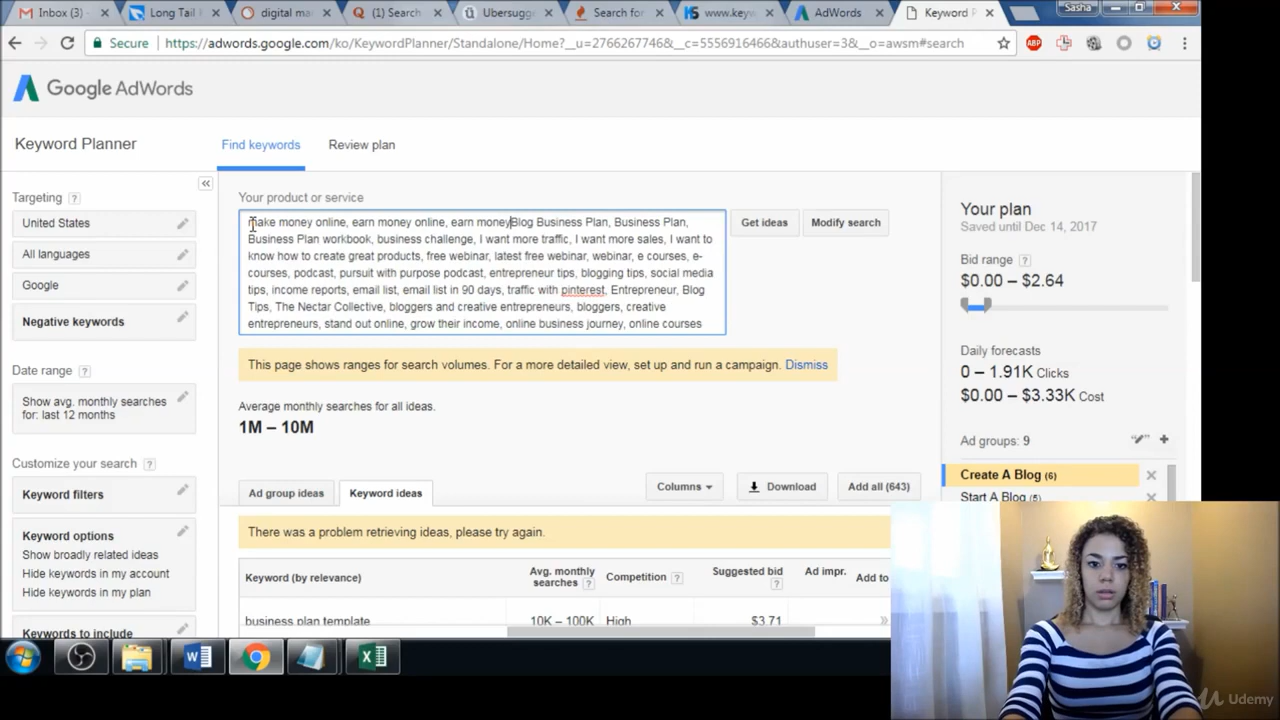 Inbox (3)
Long Tail
digital ma
(1) Search
Ubersugg
Search for
www.keyw
AdWords
Keyword P
Sasha
Secure
https://adwords.google.com/ko/KeywordPlanner/Standalone/Home?__u=2766267746&__c=5556916466&authuser=3&__o=awsm#search
ABP
Google AdWords
Keyword Planner
Find keywords
Review plan
Targeting ?
United States
All languages
Google
Negative keywords
Date range ?
Show avg. monthly searches
for: last 12 months
Customize your search ?
Keyword filters
Keyword options
Show broadly related ideas
Hide keywords in my account
Hide keywords in my plan
Keywords to include
Your product or service
make money online, earn money online, earn moneyBlog Business Plan, Business Plan,
Business Plan workbook, business challenge, I want more traffic, I want more sales, I want to
know how to create great products, free webinar, latest free webinar, webinar, e courses, e-
courses, podcast, pursuit with purpose podcast, entrepreneur tips, blogging tips, social media
tips, income reports, email list, email list in 90 days, traffic with pinterest, Entrepreneur, Blog
Tips, The Nectar Collective, bloggers and creative entrepreneurs, bloggers, creative
entrepreneurs, stand out online, grow their income, online business journey, online courses
Get ideas
Modify search
This page shows ranges for search volumes. For a more detailed view, set up and run a campaign. Dismiss
Average monthly searches for all ideas.
1M – 10M
Ad group ideas
Keyword ideas
Columns
Download
Add all (643)
There was a problem retrieving ideas, please try again.
Keyword (by relevance)
Avg. monthly
searches ?
Competition ?
Suggested bid
?
Ad impr.
Add to
business plan template
10K – 100K
High
$3.71
»
Your plan
Saved until Dec 14, 2017
Bid range ?
$0.00 – $2.64
Daily forecasts
0 – 1.91K Clicks
$0.00 – $3.33K Cost
Ad groups: 9
Create A Blog (6)
Start A Blog (5)
Udemy